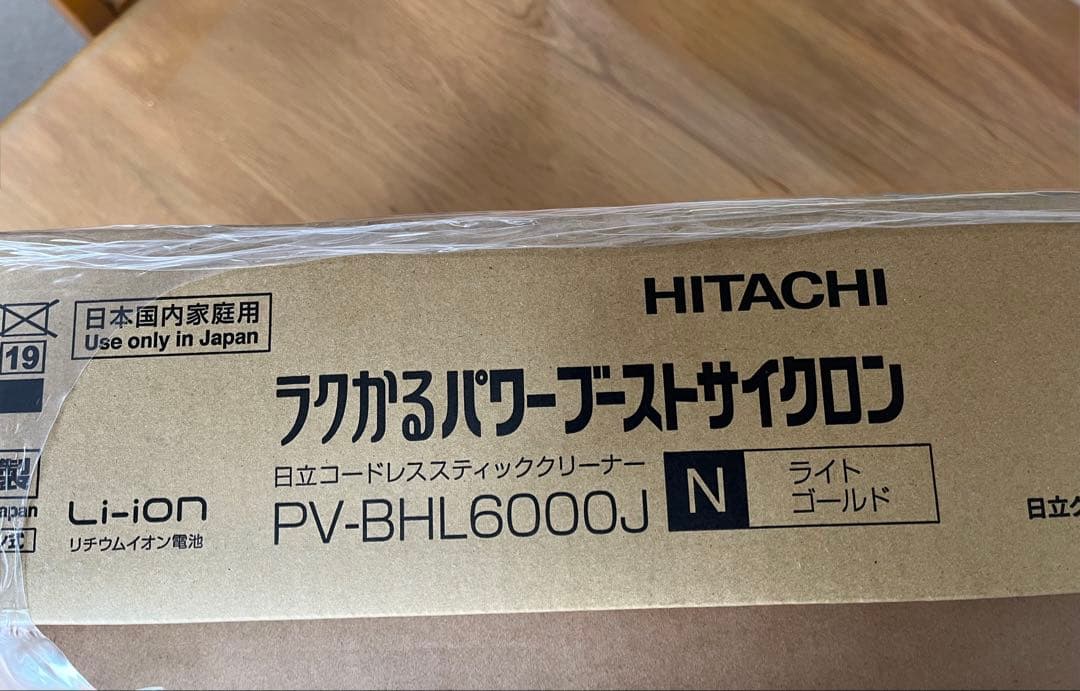 日本国内家庭用
Use only in Japan
19
HITACHI
ラクかるパワーブーストサイクロン
日立コードレススティッククリーナー
PV-BHL6000J
N
ライト
ゴールド
製
Li-ion
リチウムイオン電池
日立